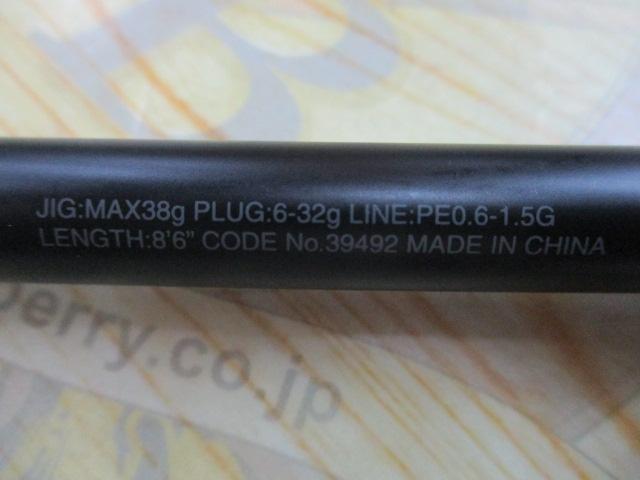 JIG:MAX38g PLUG:6-32g LINE:PE0.6-1.5G
LENGTH:8'6" CODE No.39492 MADE IN CHINA
berry.co.jp